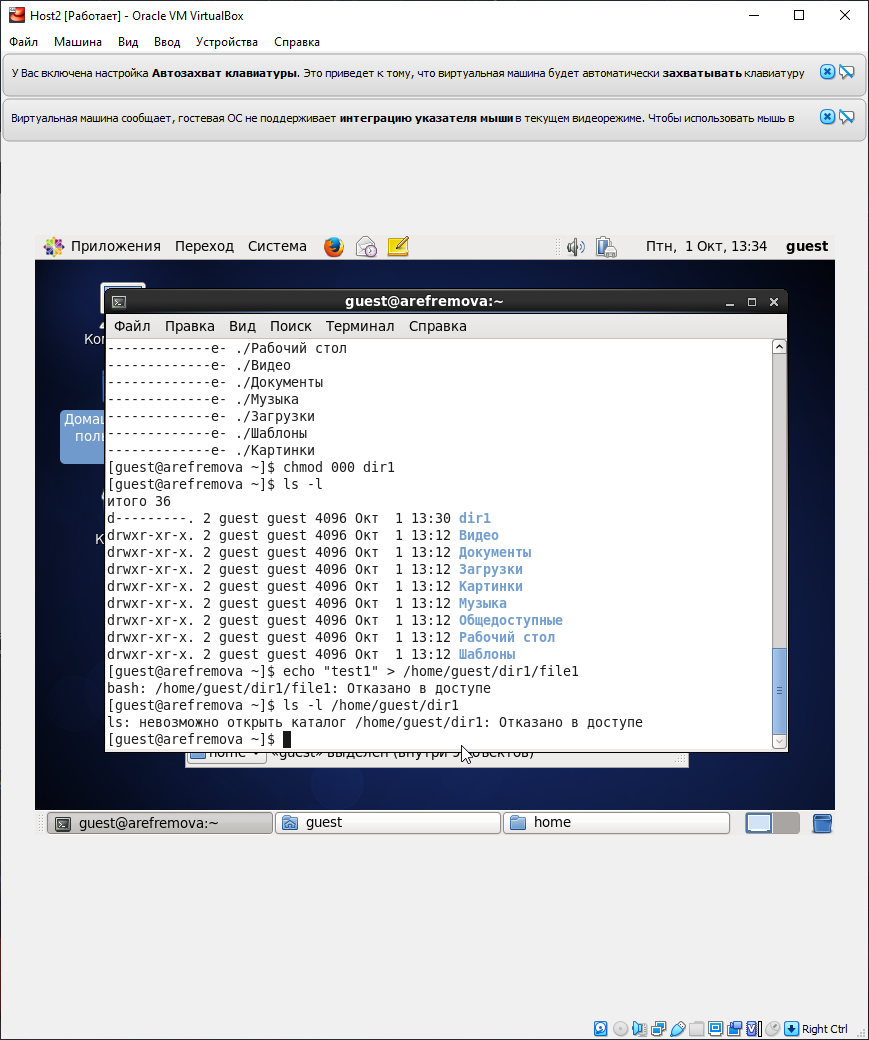 Host2 [Работает] - Oracle VM VirtualBox
Файл Машина Вид Ввод Устройства Справка
У Вас включена настройка Автозахват клавиатуры. Это приведет к тому, что виртуальная машина будет автоматически захватывать клавиатуру
Виртуальная машина сообщает, гостевая ОС не поддерживает интеграцию указателя мыши в текущем видеорежиме. Чтобы использовать мышь в
Приложения Переход Система Птн, 1 Окт, 13:34 guest
guest@arefremova:~
Файл Правка Вид Поиск Терминал Справка
-------------e- ./Рабочий стол
-------------e- ./Видео
-------------e- ./Документы
-------------e- ./Музыка
-------------e- ./Загрузки
-------------e- ./Шаблоны
-------------e- ./Картинки
[guest@arefremova ~]$ chmod 000 dir1
[guest@arefremova ~]$ ls -l
итого 36
d---------. 2 guest guest 4096 Окт  1 13:30 dir1
drwxr-xr-x. 2 guest guest 4096 Окт  1 13:12 Видео
drwxr-xr-x. 2 guest guest 4096 Окт  1 13:12 Документы
drwxr-xr-x. 2 guest guest 4096 Окт  1 13:12 Загрузки
drwxr-xr-x. 2 guest guest 4096 Окт  1 13:12 Картинки
drwxr-xr-x. 2 guest guest 4096 Окт  1 13:12 Музыка
drwxr-xr-x. 2 guest guest 4096 Окт  1 13:12 Общедоступные
drwxr-xr-x. 2 guest guest 4096 Окт  1 13:12 Рабочий стол
drwxr-xr-x. 2 guest guest 4096 Окт  1 13:12 Шаблоны
[guest@arefremova ~]$ echo "test1" > /home/guest/dir1/file1
bash: /home/guest/dir1/file1: Отказано в доступе
[guest@arefremova ~]$ ls -l /home/guest/dir1
ls: невозможно открыть каталог /home/guest/dir1: Отказано в доступе
[guest@arefremova ~]$
home «guest» выделен (внутри
guest@arefremova:~ guest home
Right Ctrl